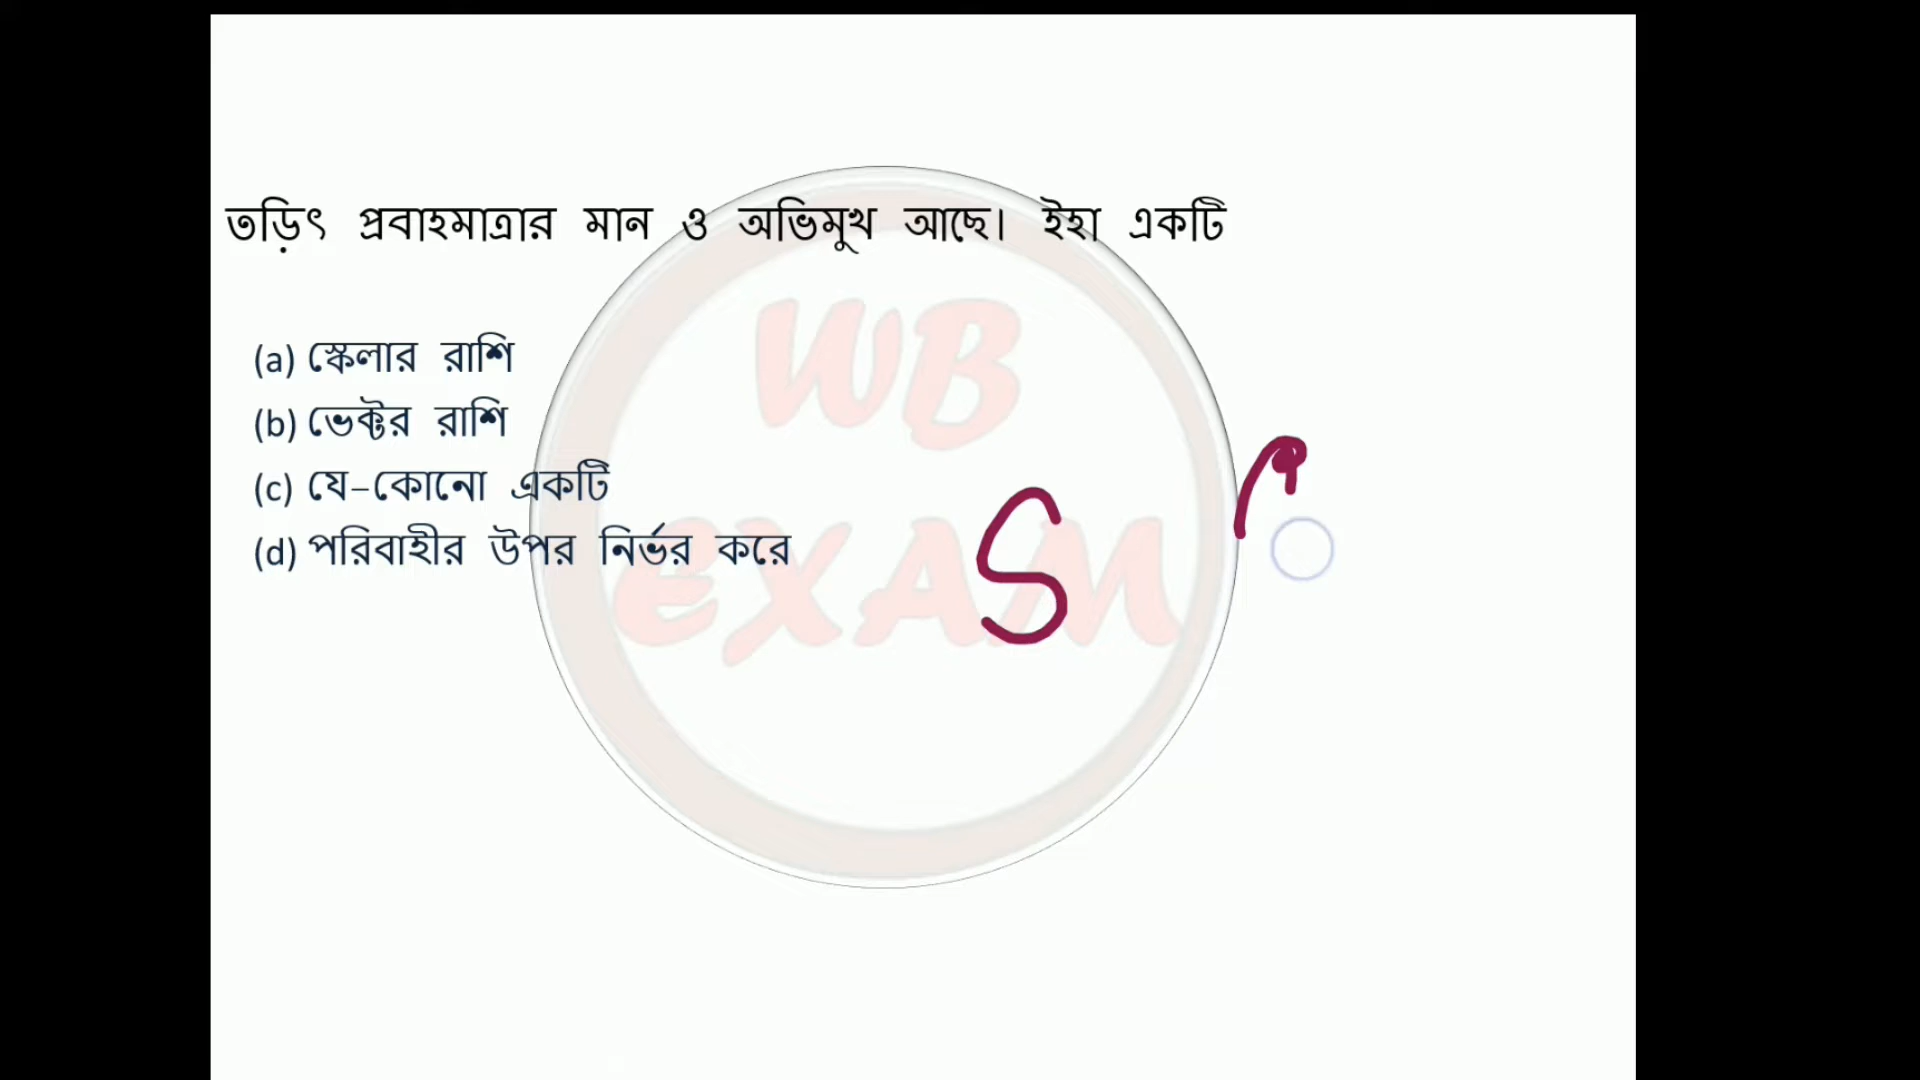 তড়িৎ প্রবাহমাত্রার মান ও অভিমুখ আছে। ইহা একটি
(a) স্কেলার রাশি
(b) ভেক্টর রাশি
(c) যে-কোনো একটি
(d) পরিবাহীর উপর নির্ভর করে
WB
EXAM
S